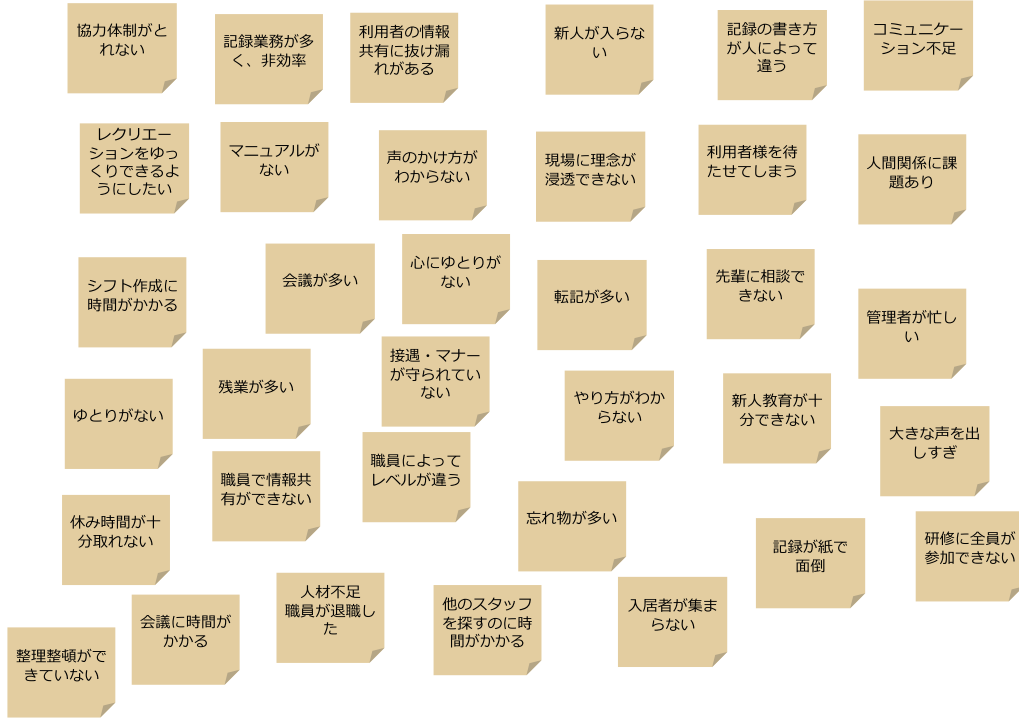 協力体制がと
れない
記録業務が多
く、非効率
利用者の情報
共有に抜け漏
れがある
新人が入らな
い
記録の書き方
が人によって
違う
コミュニケー
ション不足
レクリエー
ションをゆっ
くりできるよ
うにしたい
マニュアルが
ない
声のかけ方が
わからない
現場に理念が
浸透できない
利用者様を待
たせてしまう
人間関係に課
題あり
シフト作成に
時間がかかる
会議が多い
心にゆとりが
ない
転記が多い
先輩に相談で
きない
管理者が忙し
い
ゆとりがない
残業が多い
接遇・マナー
が守られてい
ない
やり方がわか
らない
新人教育が十
分できない
大きな声を出
しすぎ
休み時間が十
分取れない
職員で情報共
有ができない
職員によって
レベルが違う
忘れ物が多い
記録が紙で
面倒
研修に全員が
参加できない
整理整頓がで
きていない
会議に時間が
かかる
人材不足
職員が退職し
た
他のスタッフ
を探すのに時
間がかかる
入居者が集ま
らない